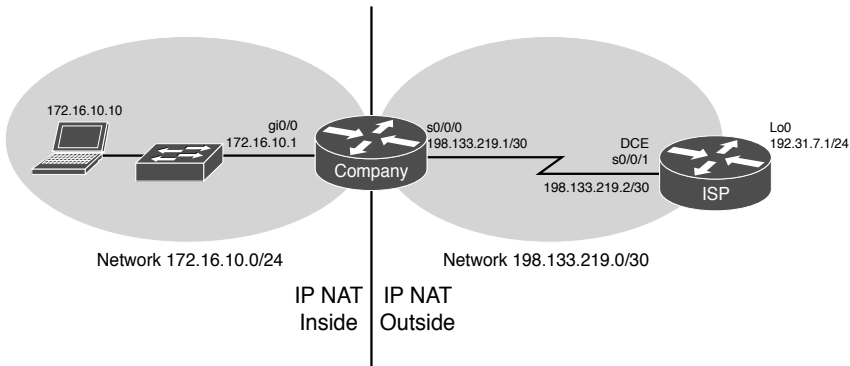 172.16.10.10
gi0/0
172.16.10.1
Company
s0/0/0
198.133.219.1/30
DCE
s0/0/1
198.133.219.2/30
Lo0
192.31.7.1/24
ISP
Network 172.16.10.0/24
Network 198.133.219.0/30
IP NAT
Inside
IP NAT
Outside